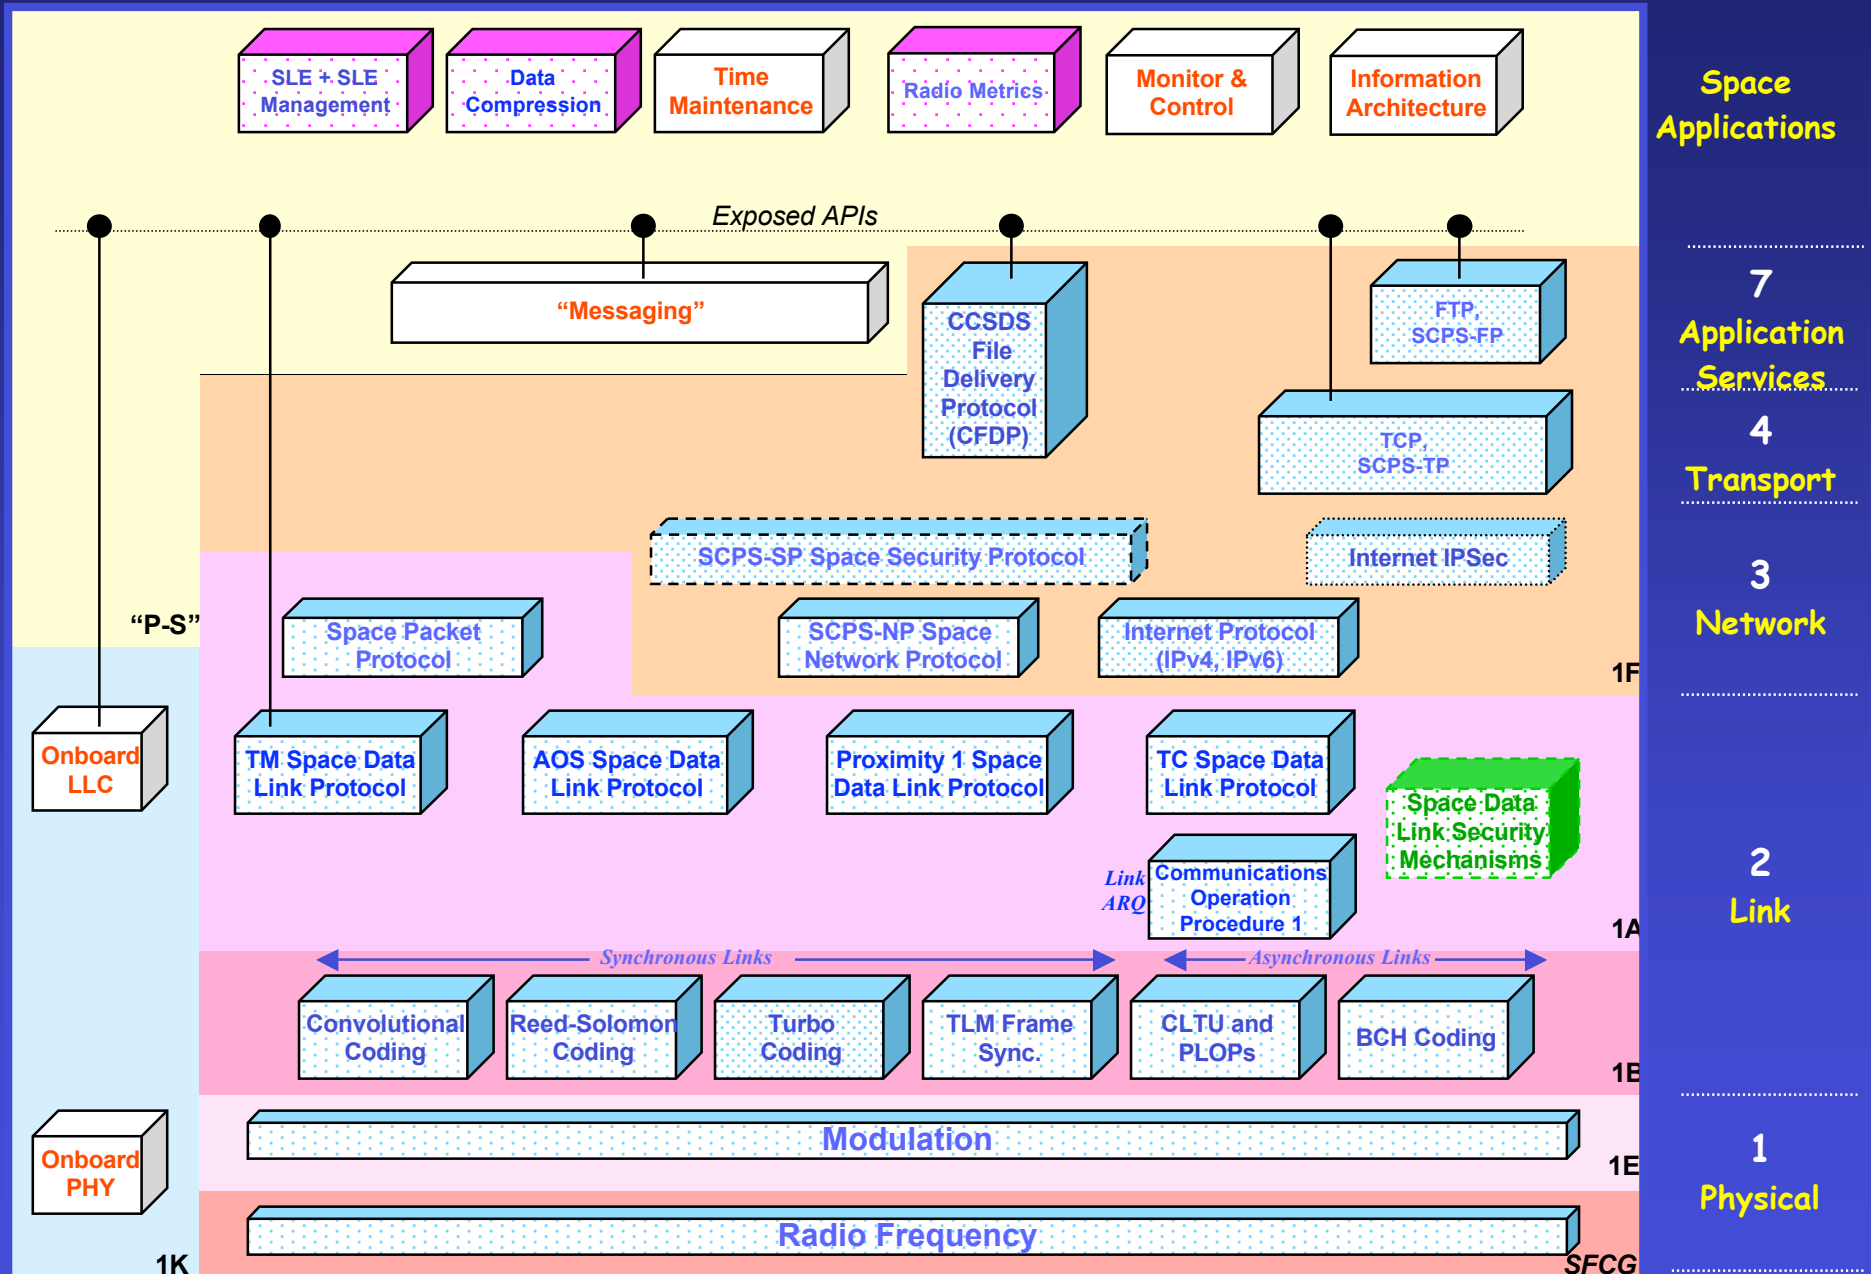 SLE + SLE
Management
Data
Compression
Time
Maintenance
Radio Metrics
Monitor &
Control
Information
Architecture
Space
Applications
Exposed APIs
“Messaging”
CCSDS
File
Delivery
Protocol
(CFDP)
FTP,
SCPS-FP
7
Application
Services
TCP,
SCPS-TP
4
Transport
SCPS-SP Space Security Protocol
Internet IPSec
3
Network
“P-S”
Space Packet
Protocol
SCPS-NP Space
Network Protocol
Internet Protocol
(IPv4, IPv6)
1F
Onboard
LLC
TM Space Data
Link Protocol
AOS Space Data
Link Protocol
Proximity 1 Space
Data Link Protocol
TC Space Data
Link Protocol
Space Data
Link Security
Mechanisms
Link
ARQ
Communications
Operation
Procedure 1
2
Link
1A
Synchronous Links
Asynchronous Links
Convolutional
Coding
Reed-Solomon
Coding
Turbo
Coding
TLM Frame
Sync.
CLTU and
PLOPs
BCH Coding
1B
Onboard
PHY
Modulation
1E
1
Physical
Radio Frequency
1K
SFCG